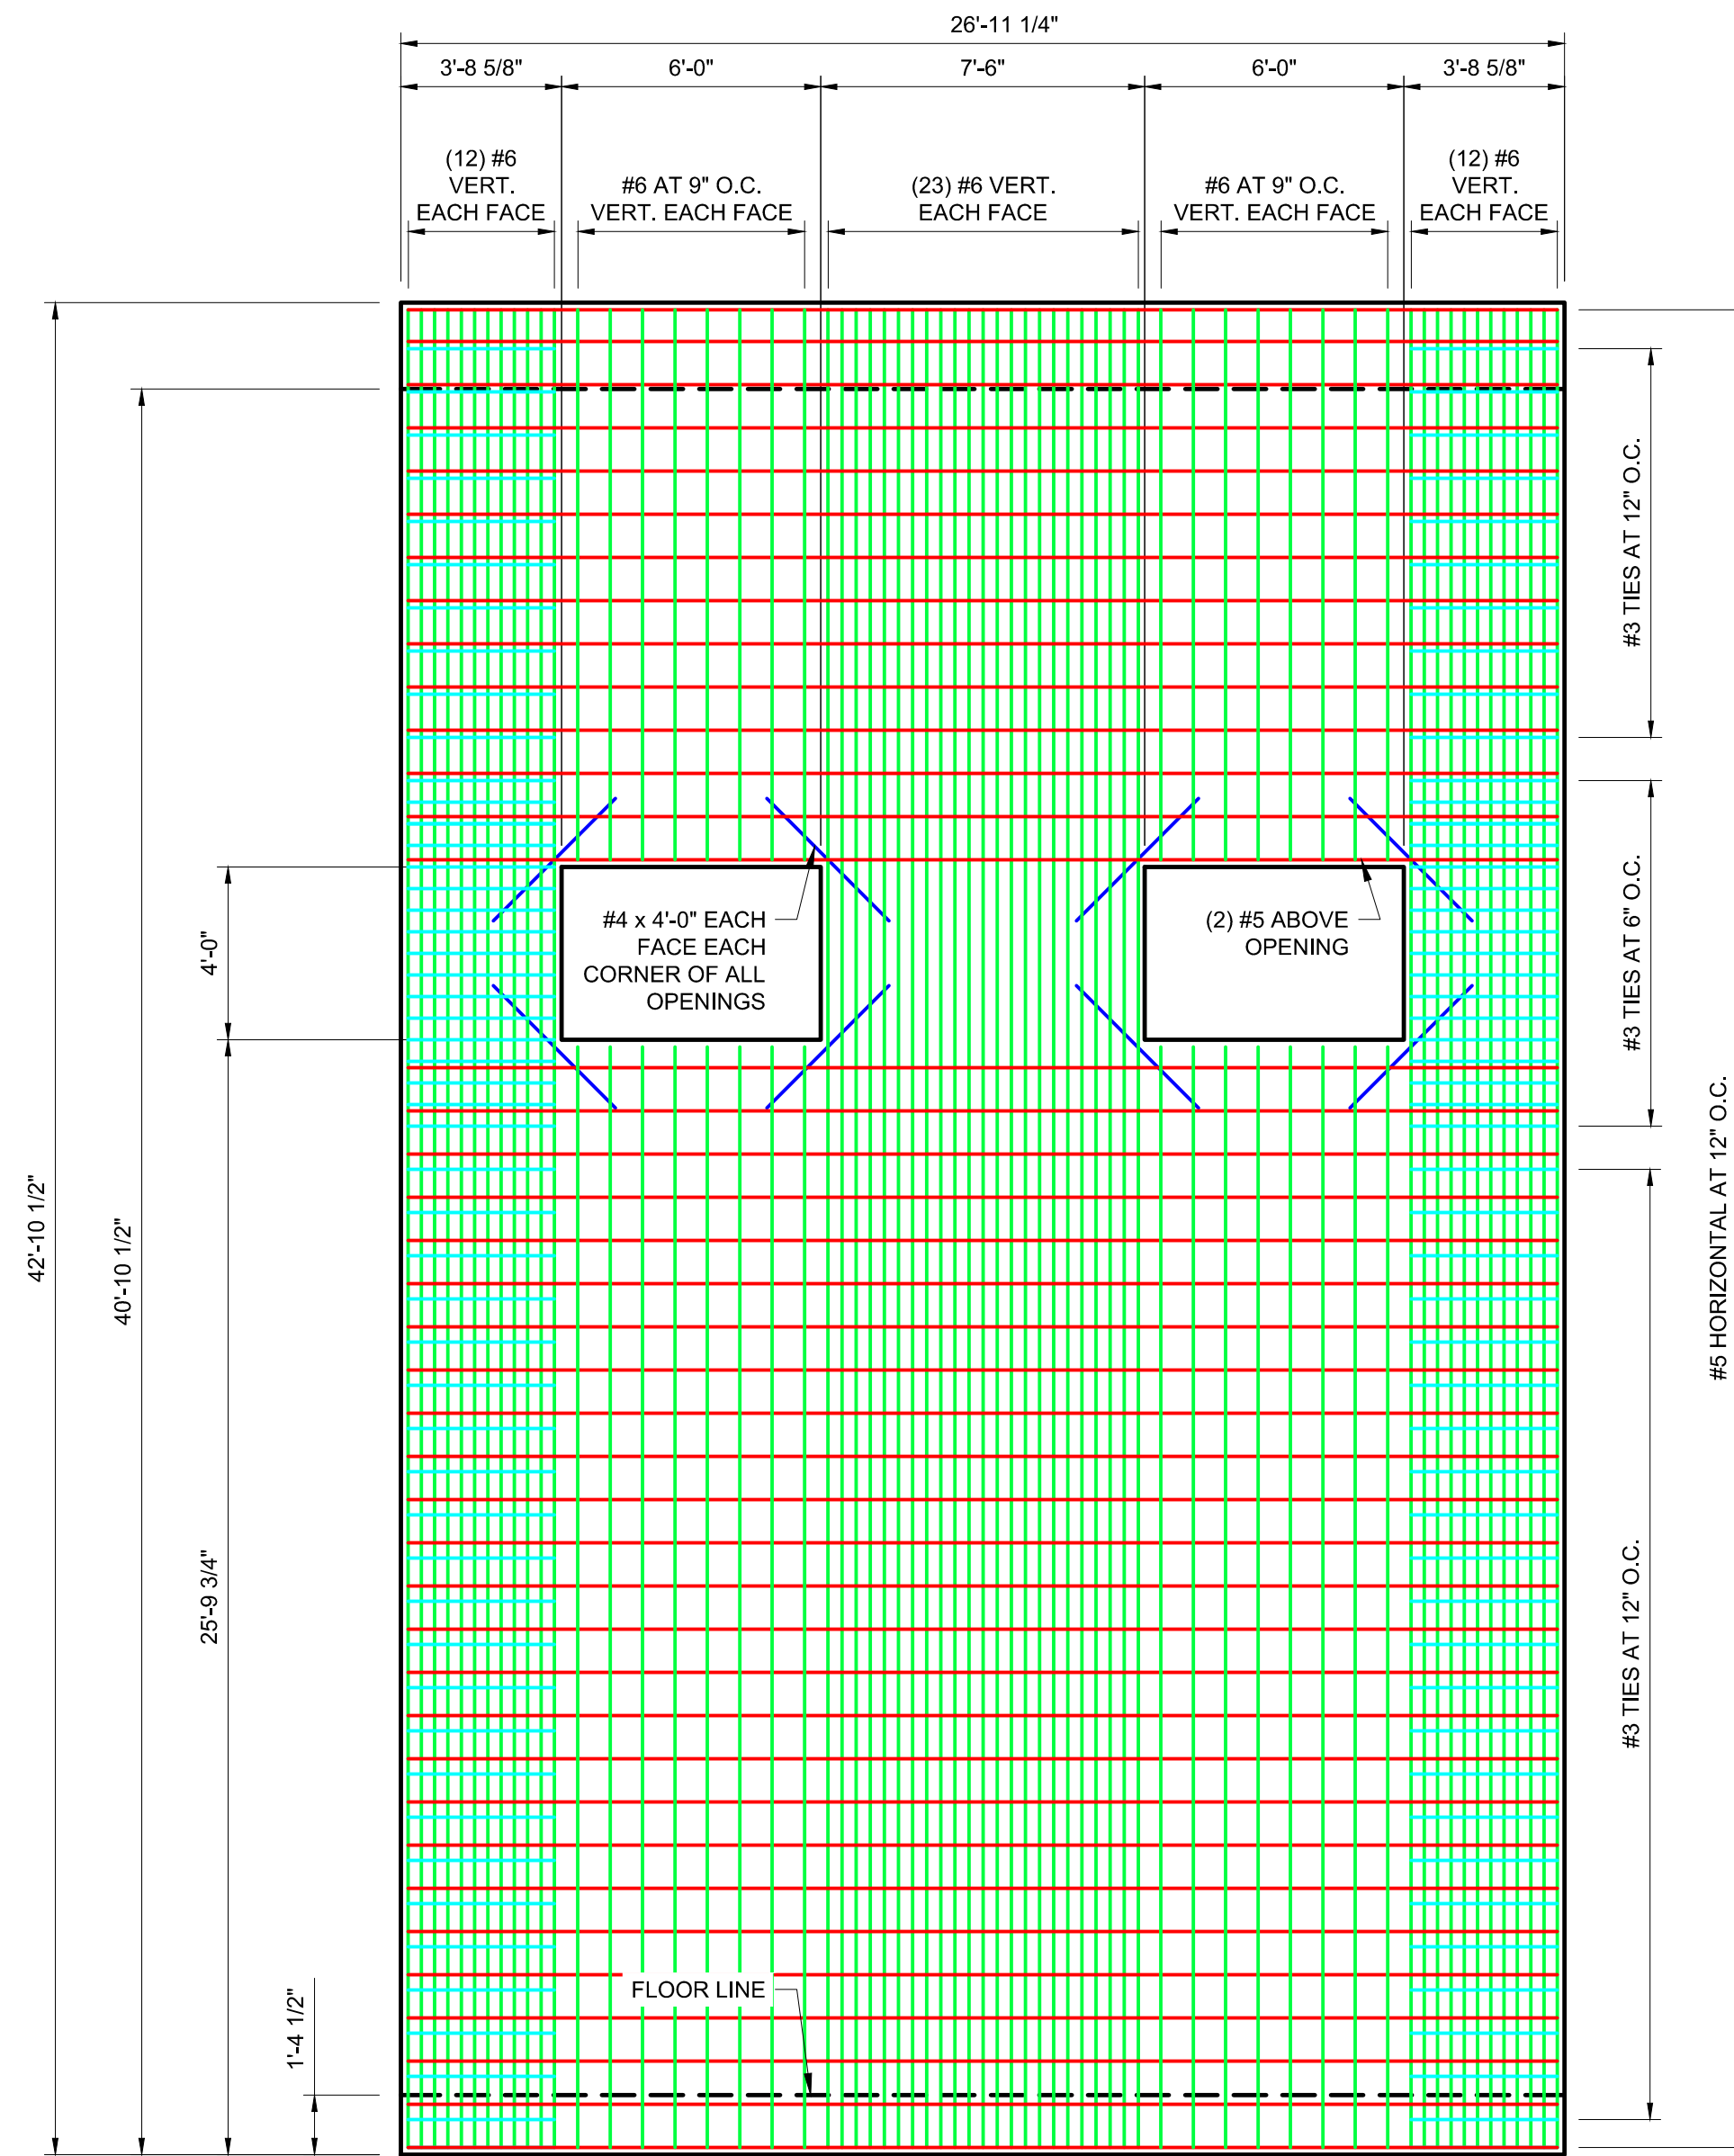 26'-11 1/4"
3'-8 5/8"
6'-0"
7'-6"
6'-0"
3'-8 5/8"
(12) #6
VERT.
EACH FACE
#6 AT 9" O.C.
VERT. EACH FACE
(23) #6 VERT.
EACH FACE
#6 AT 9" O.C.
VERT. EACH FACE
(12) #6
VERT.
EACH FACE
#3 TIES AT 12" O.C.
#3 TIES AT 6" O.C.
#4 x 4'-0" EACH
FACE EACH
CORNER OF ALL
OPENINGS
(2) #5 ABOVE
OPENING
4'-0"
42'-10 1/2"
40'-10 1/2"
25'-9 3/4"
1'-4 1/2"
#5 HORIZONTAL AT 12" O.C.
#3 TIES AT 12" O.C.
FLOOR LINE